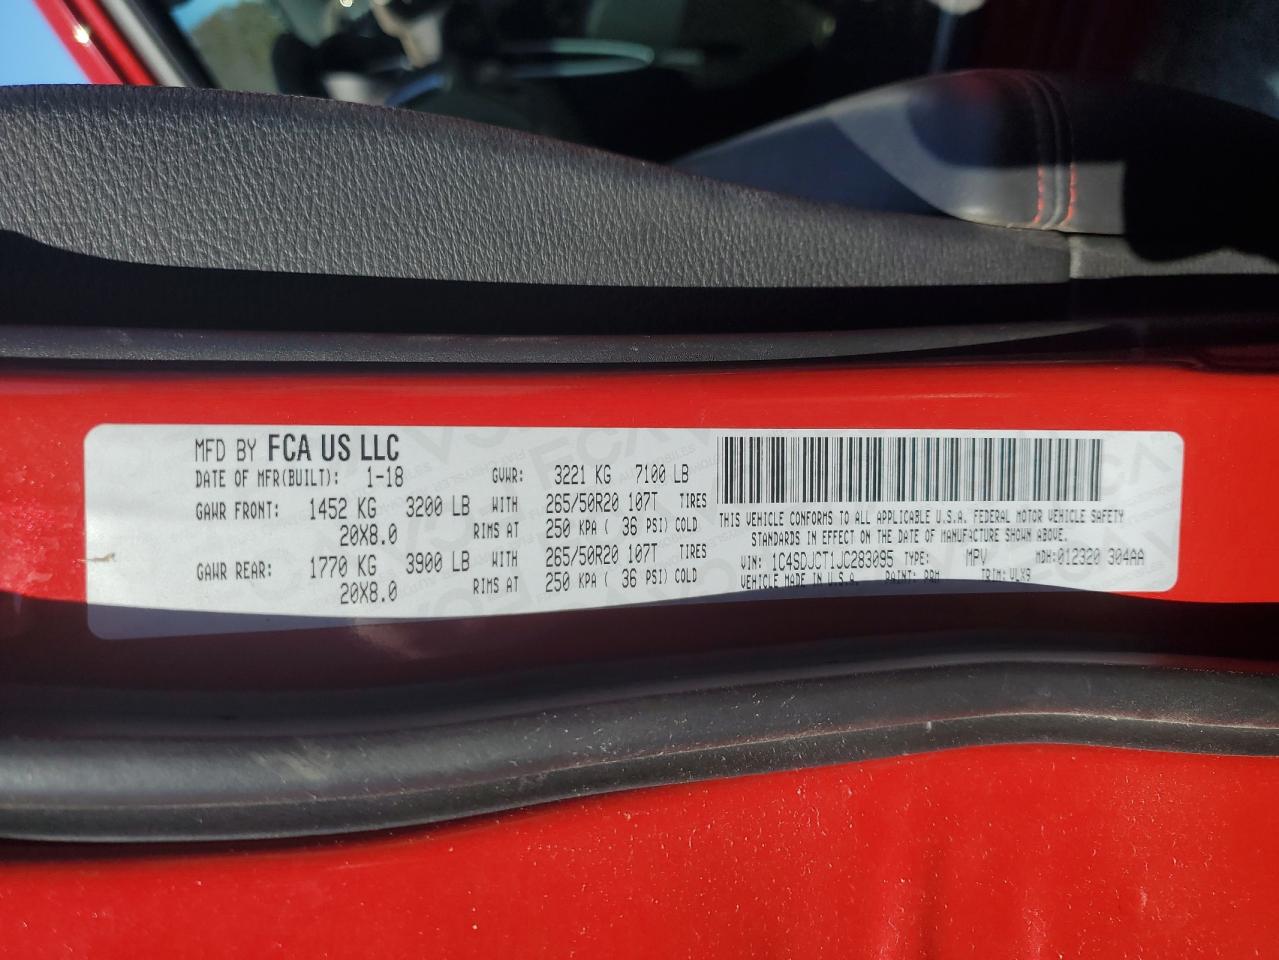 MFD BY FCA US LLC
DATE OF MFR(BUILT): 1-18 GVWR: 3221 KG 7100 LB
GAWR FRONT: 1452 KG 3200 LB WITH 265/50R20 107T TIRES
20X8.0 RIMS AT 250 KPA ( 36 PSI) COLD
GAWR REAR: 1770 KG 3900 LB WITH 265/50R20 107T TIRES
20X8.0 RIMS AT 250 KPA ( 36 PSI) COLD
THIS VEHICLE CONFORMS TO ALL APPLICABLE U.S.A. FEDERAL MOTOR VEHICLE SAFETY
STANDARDS IN EFFECT ON THE DATE OF MANUFACTURE SHOWN ABOVE.
VIN: 1C4SDJCT1JC283095 TYPE: MPV MDH: 012320 304AA
VEHICLE MADE IN U.S.A. PAINT: PRM TRIM: VLX9